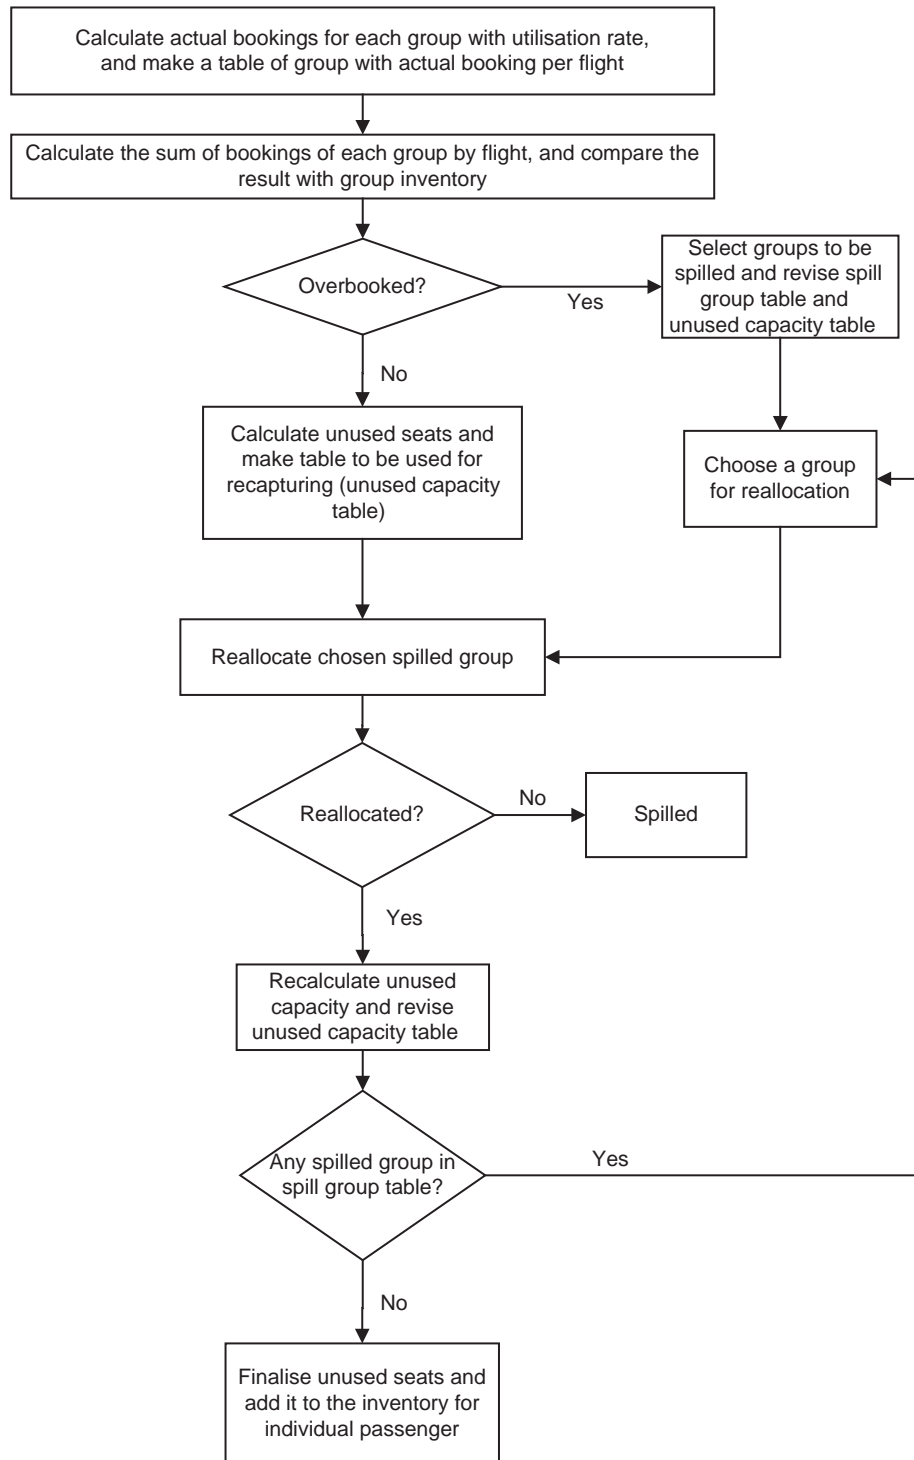 Calculate actual bookings for each group with utilisation rate,
and make a table of group with actual booking per flight
Calculate the sum of bookings of each group by flight, and compare the
result with group inventory
Overbooked?
Yes
Select groups to be
spilled and revise spill
group table and
unused capacity table
No
Calculate unused seats and
make table to be used for
recapturing (unused capacity
table)
Choose a group
for reallocation
Reallocate chosen spilled group
Reallocated?
No
Spilled
Yes
Recalculate unused
capacity and revise
unused capacity table
Any spilled group in
spill group table?
Yes
No
Finalise unused seats and
add it to the inventory for
individual passenger